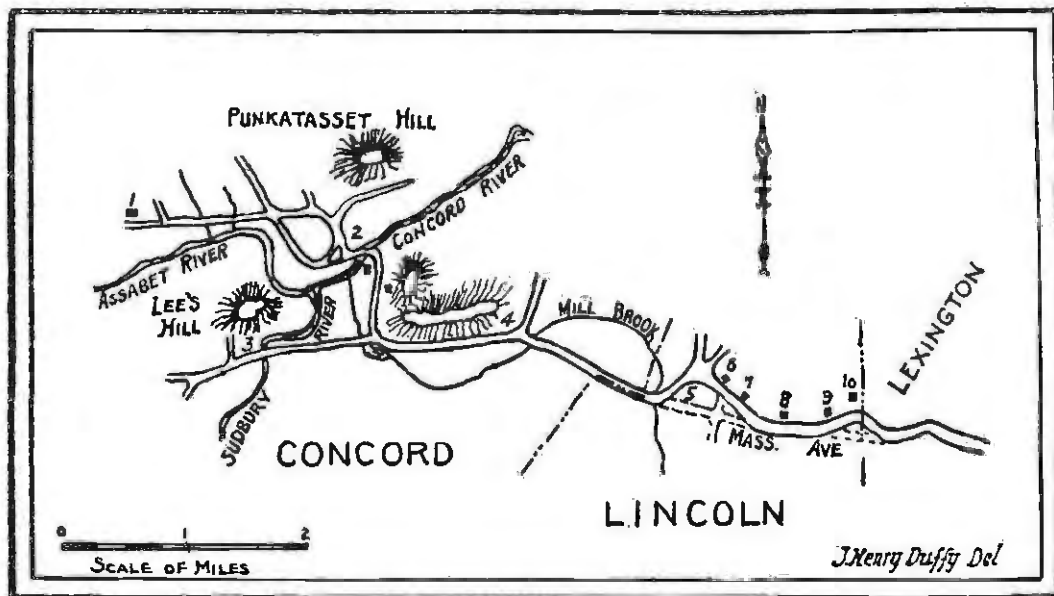 PUNKATASSET HILL
N
1
2
CONCORD RIVER
ASSABET RIVER
LEE'S
HILL
RIVER
3
4
MILL BROOK
LEXINGTON
SUDBURY
5
6
7
8
9
10
MASS. AVE
CONCORD
LINCOLN
0 1 2
SCALE OF MILES
J. Henry Duffy Del